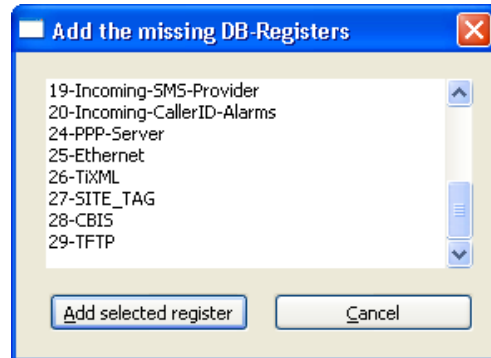 Add the missing DB-Registers
19-Incoming-SMS-Provider
20-Incoming-CallerID-Alarms
24-PPP-Server
25-Ethernet
26-TiXML
27-SITE_TAG
28-CBIS
29-TFTP
Add selected register
Cancel